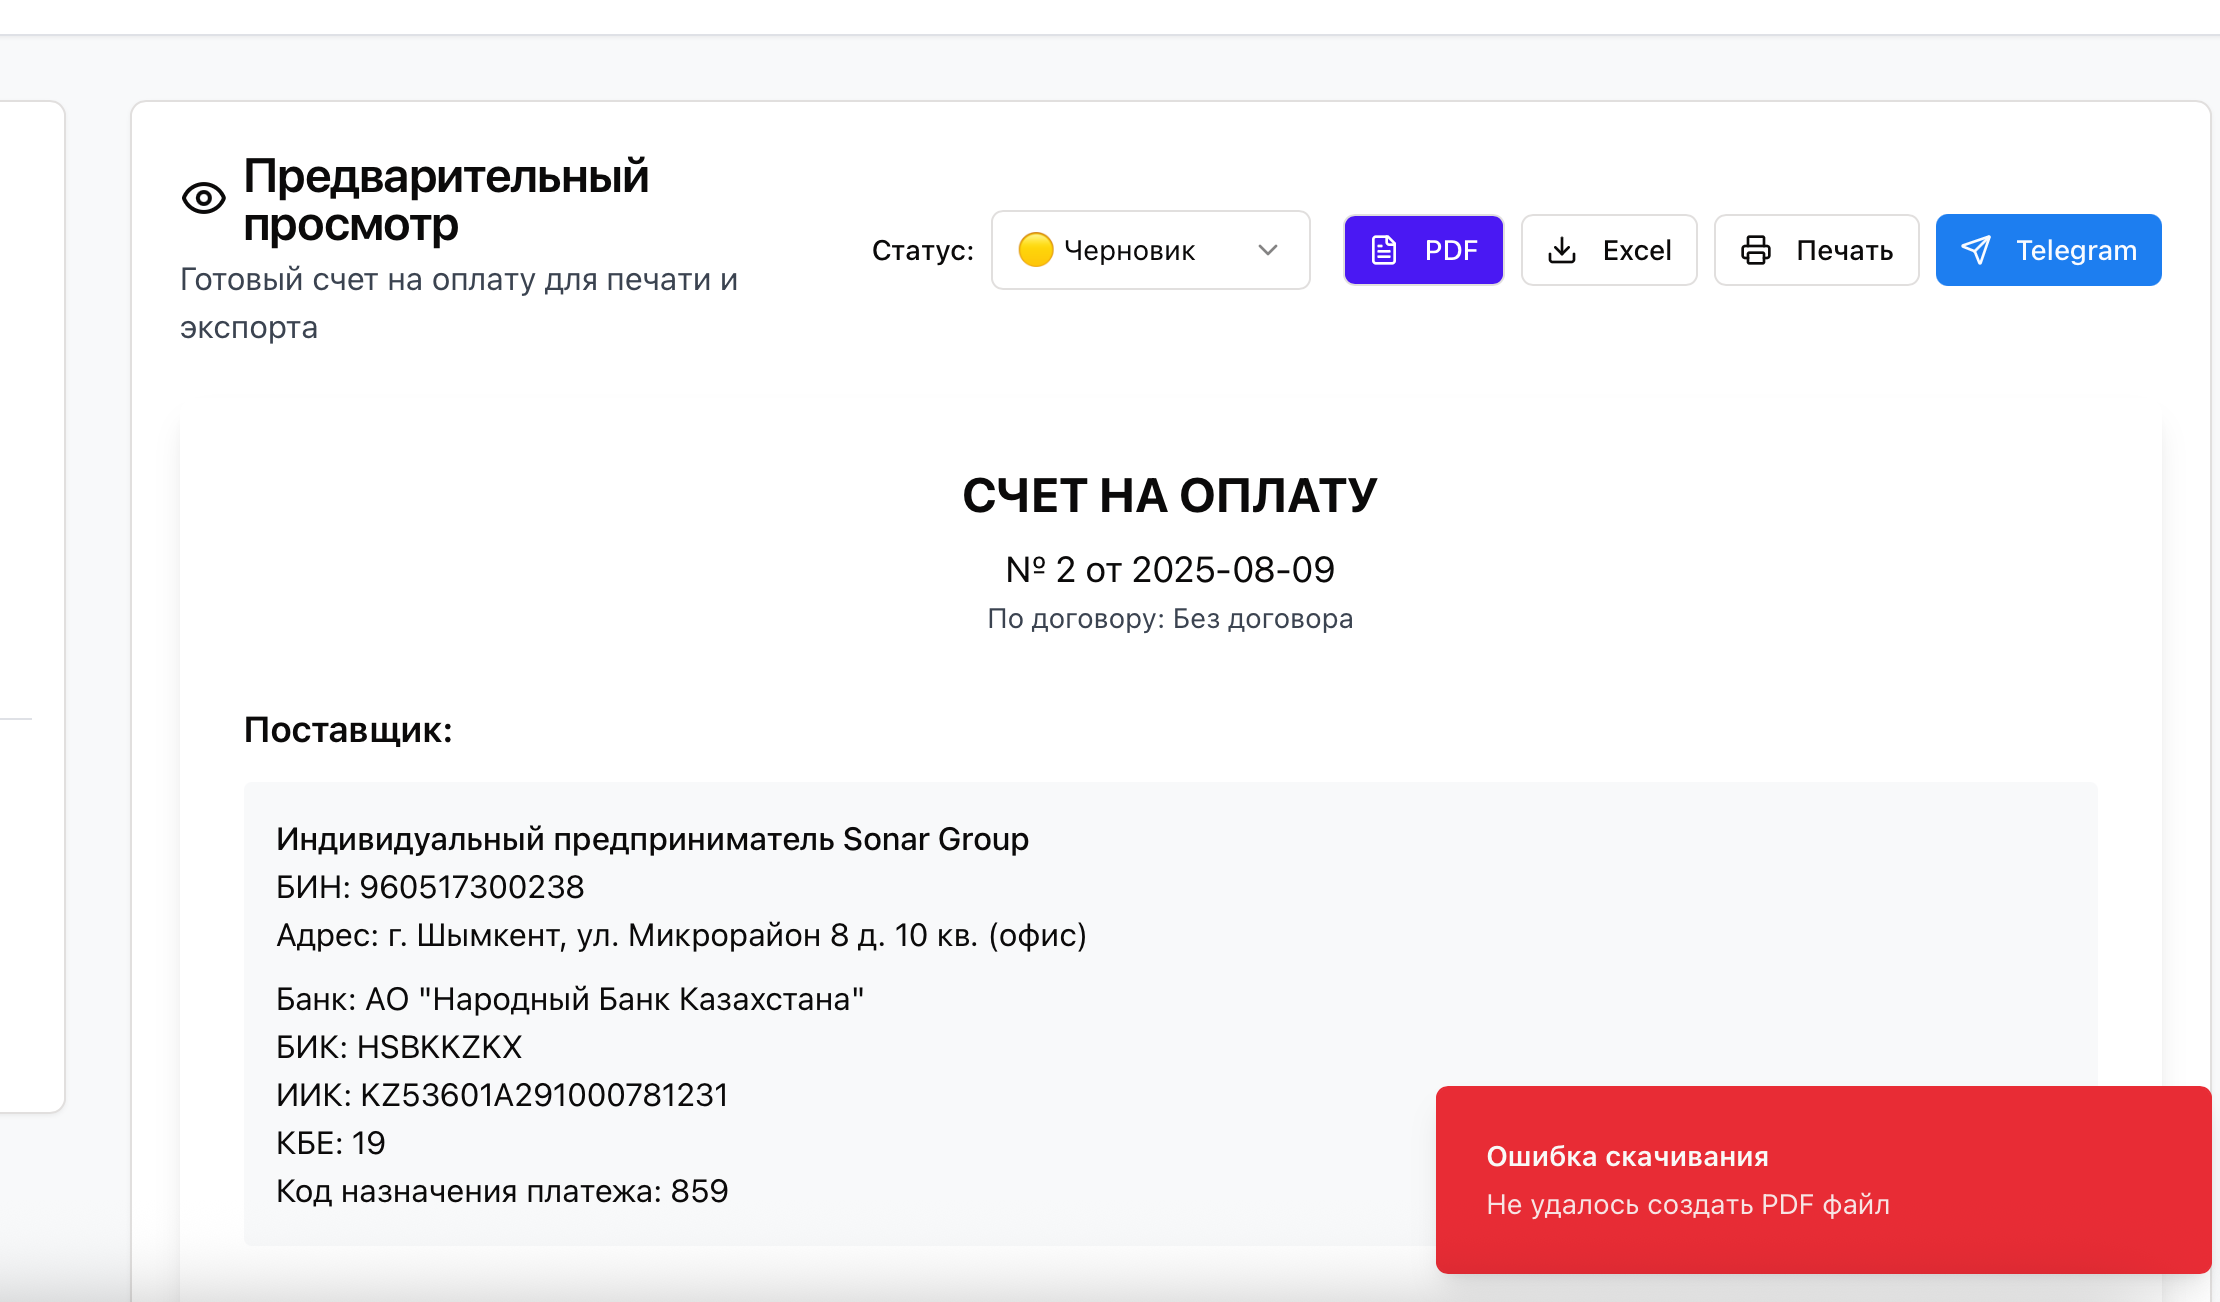 Предварительный
просмотр
Готовый счет на оплату для печати и
экспорта
Статус:
Черновик
PDF
Excel
Печать
Telegram
СЧЕТ НА ОПЛАТУ
№ 2 от 2025-08-09
По договору: Без договора
Поставщик:
Индивидуальный предприниматель Sonar Group
БИН: 960517300238
Адрес: г. Шымкент, ул. Микрорайон 8 д. 10 кв. (офис)
Банк: АО "Народный Банк Казахстана"
БИК: HSBKKZKX
ИИК: KZ53601A291000781231
КБЕ: 19
Код назначения платежа: 859
Ошибка скачивания
Не удалось создать PDF файл